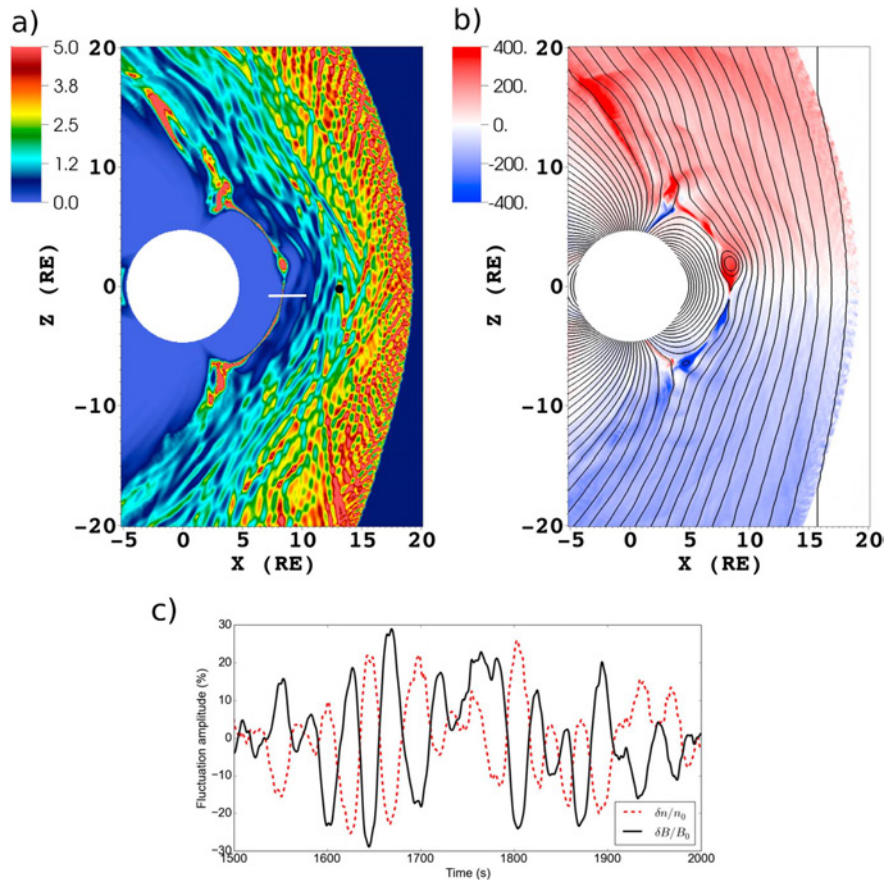 a)
b)
5.0
3.8
2.5
1.2
0.0
20
10
0
-10
-20
Z (RE)
-5 0 5 10 15 20
X (RE)
400.
200.
0.
-200.
-400.
20
10
0
-10
-20
Z (RE)
-5 0 5 10 15 20
X (RE)
c)
30
20
10
0
-10
-20
-30
Fluctuation amplitude (%)
1500 1600 1700 1800 1900 2000
Time (s)
δn/n₀
δB/B₀